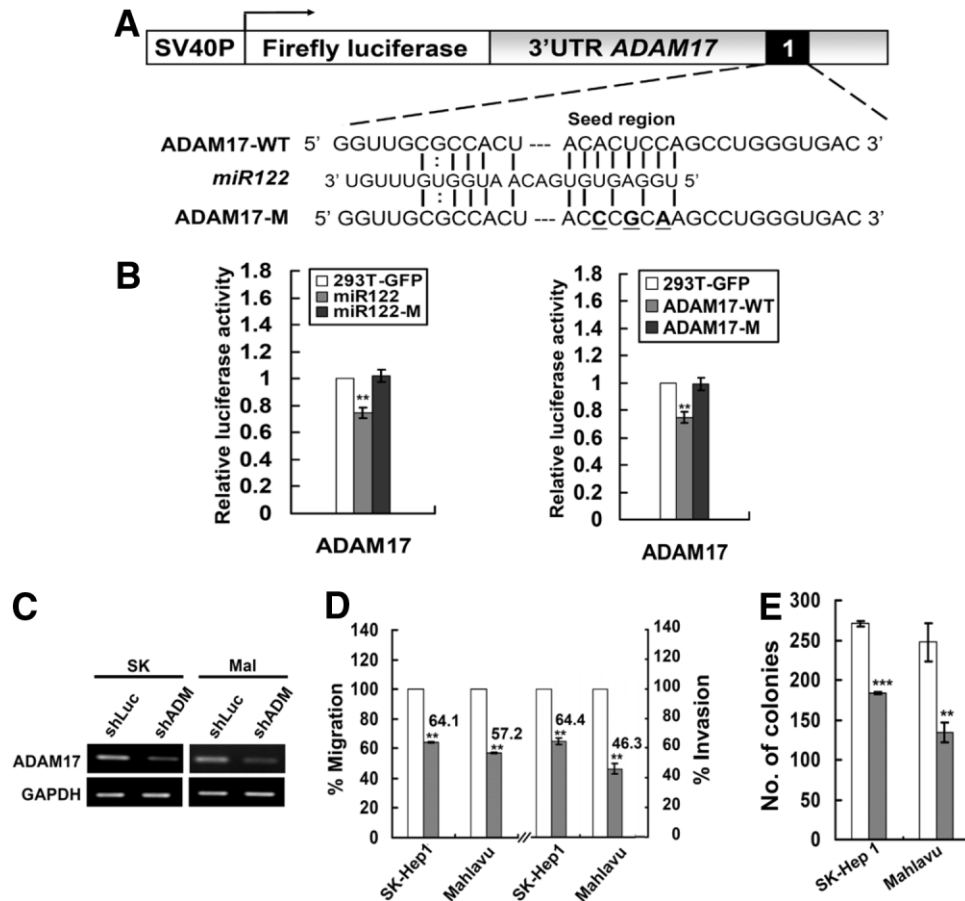 A
SV40P Firefly luciferase 3'UTR ADAM17 1
Seed region
ADAM17-WT 5' GGUUGCGCCACU --- ACACUCCAGCCUGGGUGAC 3'
miR122 3' UGUUUGUGGUAACAGUGUGAGGU 5'
ADAM17-M 5' GGUUGCGCCACU --- ACCCGCAAGCCUGGGUGAC 3'
B
Relative luciferase activity
1.8
1.6
1.4
1.2
1
0.8
0.6
0.4
0.2
0
293T-GFP
miR122
miR122-M
**
ADAM17
Relative luciferase activity
1.8
1.6
1.4
1.2
1
0.8
0.6
0.4
0.2
0
293T-GFP
ADAM17-WT
ADAM17-M
**
ADAM17
C
SK Mal
shLuc shADM shLuc shADM
ADAM17
GAPDH
D
% Migration
140
120
100
80
60
40
20
0
64.1
**
57.2
**
64.4
**
46.3
**
SK-Hep1 Mahlavu SK-Hep1 Mahlavu
140
120
100
80
60
40
20
0
% Invasion
E
No. of colonies
300
250
200
150
100
50
0
***
**
SK-Hep 1 Mahlavu